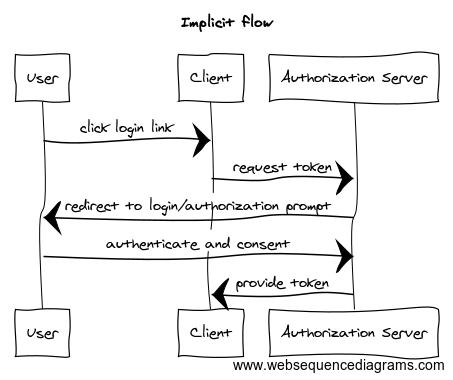 Implicit flow
User
Client
Authorization Server
click login link
request token
redirect to login/authorization prompt
authenticate and consent
provide token
User
Client
Authorization Server
www.websequencediagrams.com